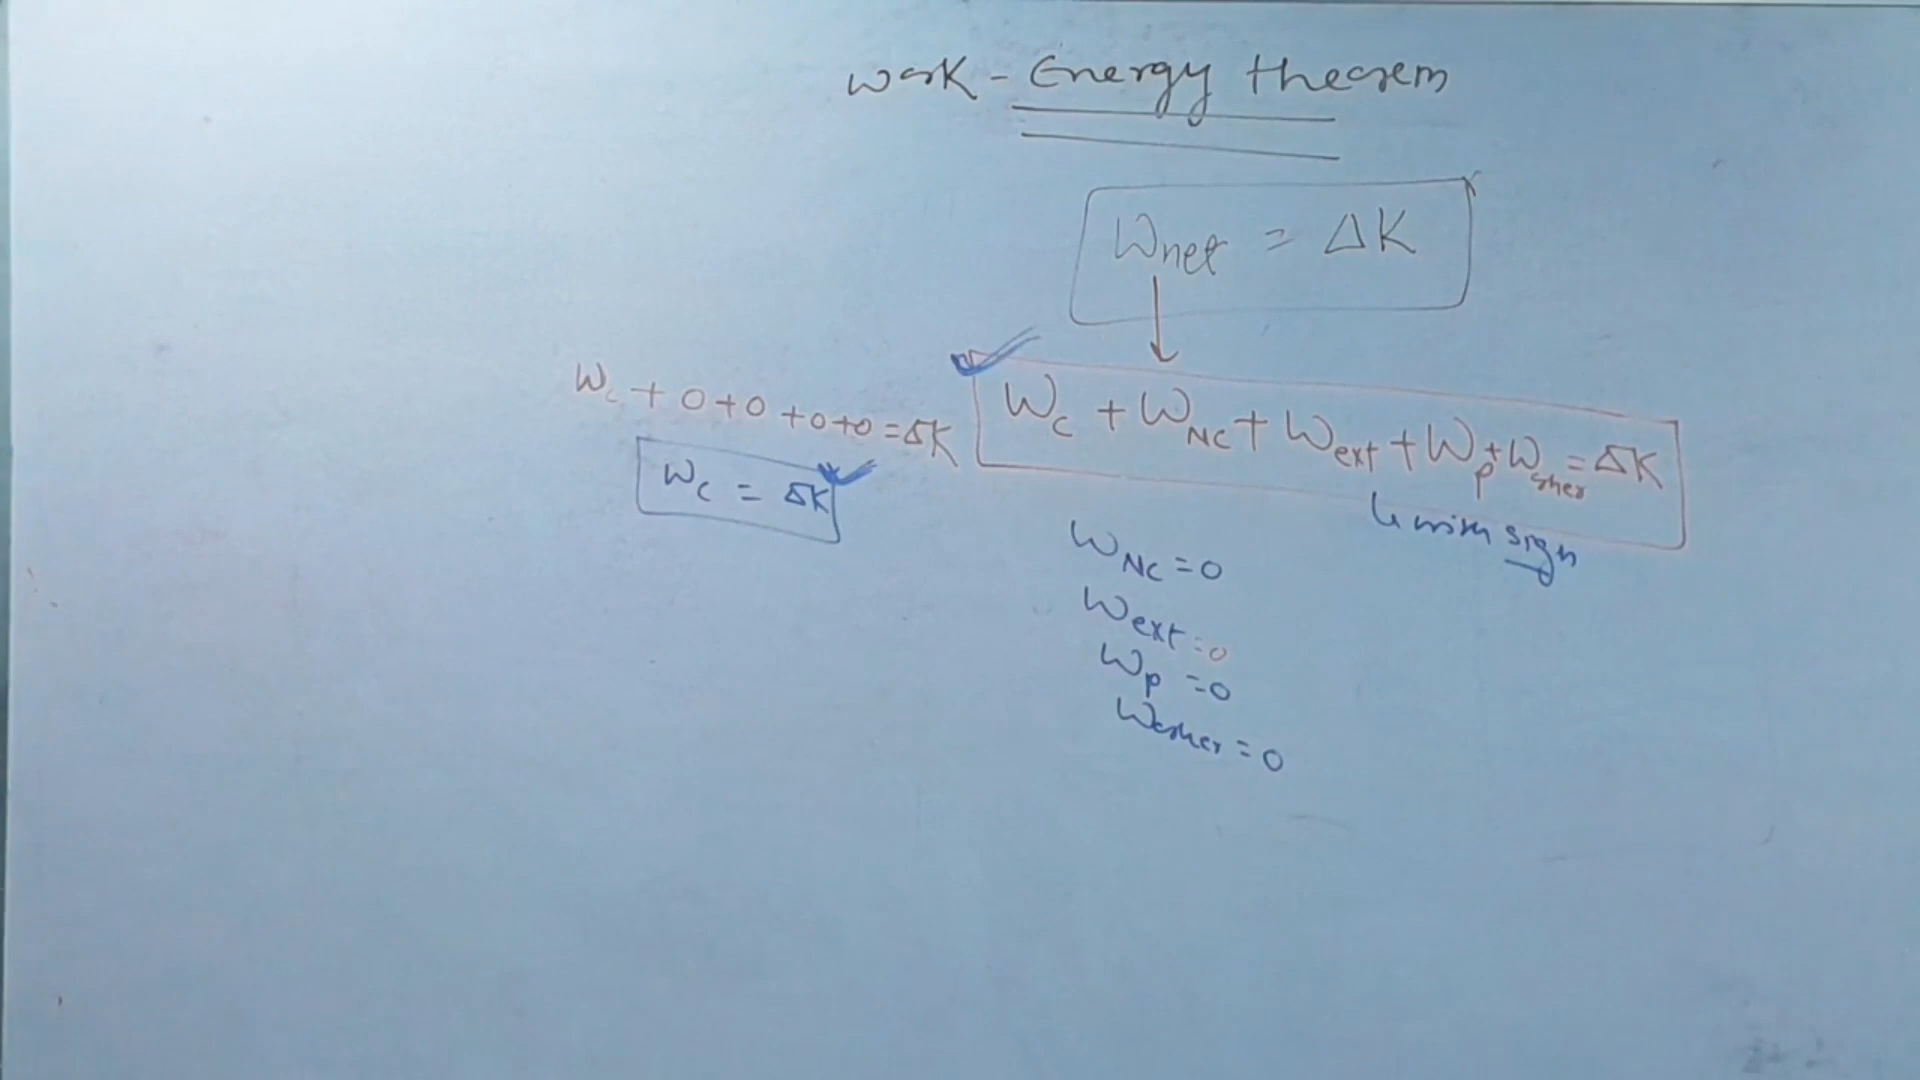 Work - Energy theorem
Wnet = ΔK
Wc + 0 + 0 + 0 + 0 = ΔK
Wc + WNC + Wext + Wp + Wother = ΔK
Wc = ΔK
↳ with sign
WNC = 0
Wext = 0
Wp = 0
Wother = 0